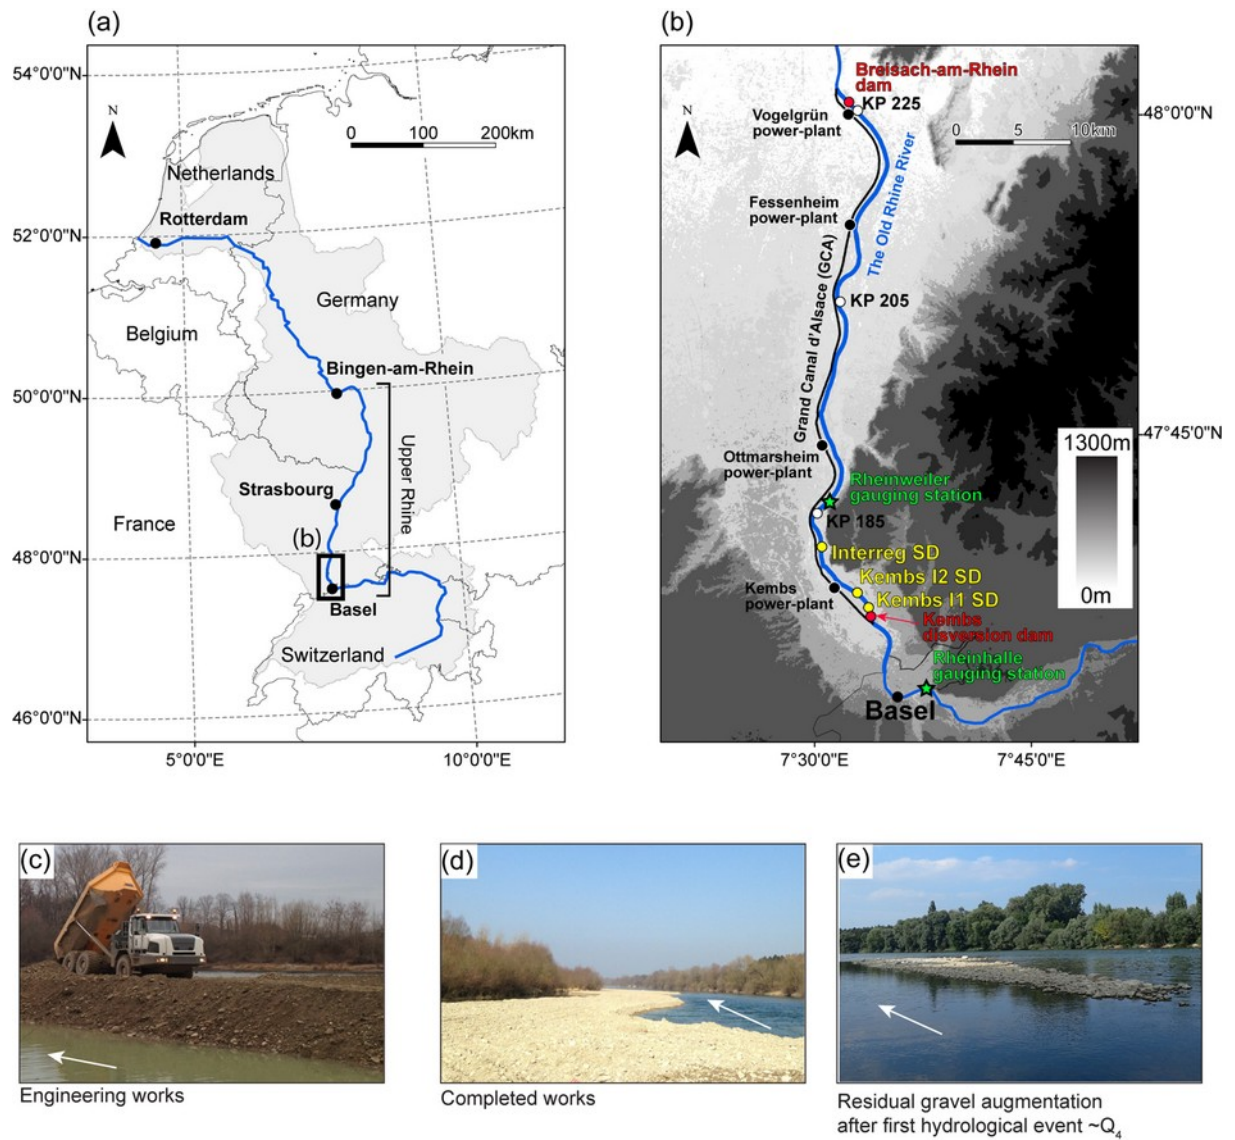 (a)
54°0'0"N
N
0 100 200km
Netherlands
Rotterdam
52°0'0"N
Germany
Belgium
Bingen-am-Rhein
50°0'0"N
Upper Rhine
Strasbourg
France
(b)
48°0'0"N
Basel
Switzerland
46°0'0"N
5°0'0"E 10°0'0"E
(b)
Breisach-am-Rhein
dam
KP 225
N
Vogelgrün
power-plant
0 5 10km
48°0'0"N
The Old Rhine River
Fessenheim
power-plant
Grand Canal d'Alsace (GCA)
KP 205
47°45'0"N
1300m
0m
Ottmarsheim
power-plant
Rheinweiler
gauging station
KP 185
Interreg SD
Kembs I2 SD
Kembs
power-plant
Kembs I1 SD
Kembs
disversion dam
Rheinhalle
gauging station
Basel
7°30'0"E 7°45'0"E
(c)
Engineering works
(d)
Completed works
(e)
Residual gravel augmentation
after first hydrological event ~Q4